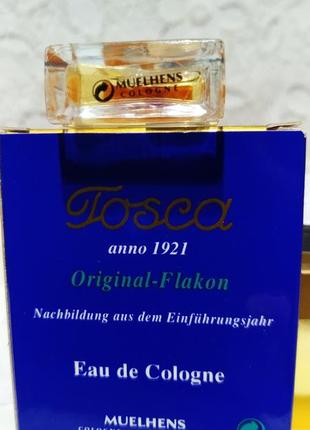 MUELHENS
COLOGNE
Tosca
anno 1921
Original-Flakon
Nachbildung aus dem Einführungsjahr
Eau de Cologne
MUELHENS